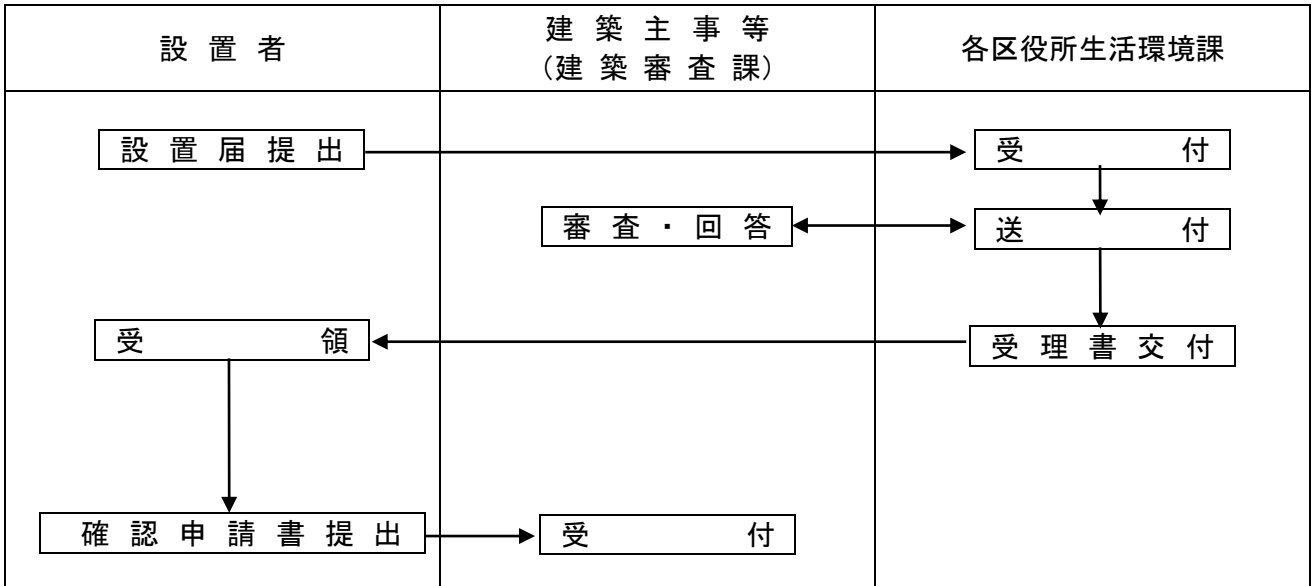 設置者
建築主事等
（建築審査課）
各区役所生活環境課
設置届提出
受付
審査・回答
送付
受領
受理書交付
確認申請書提出
受付